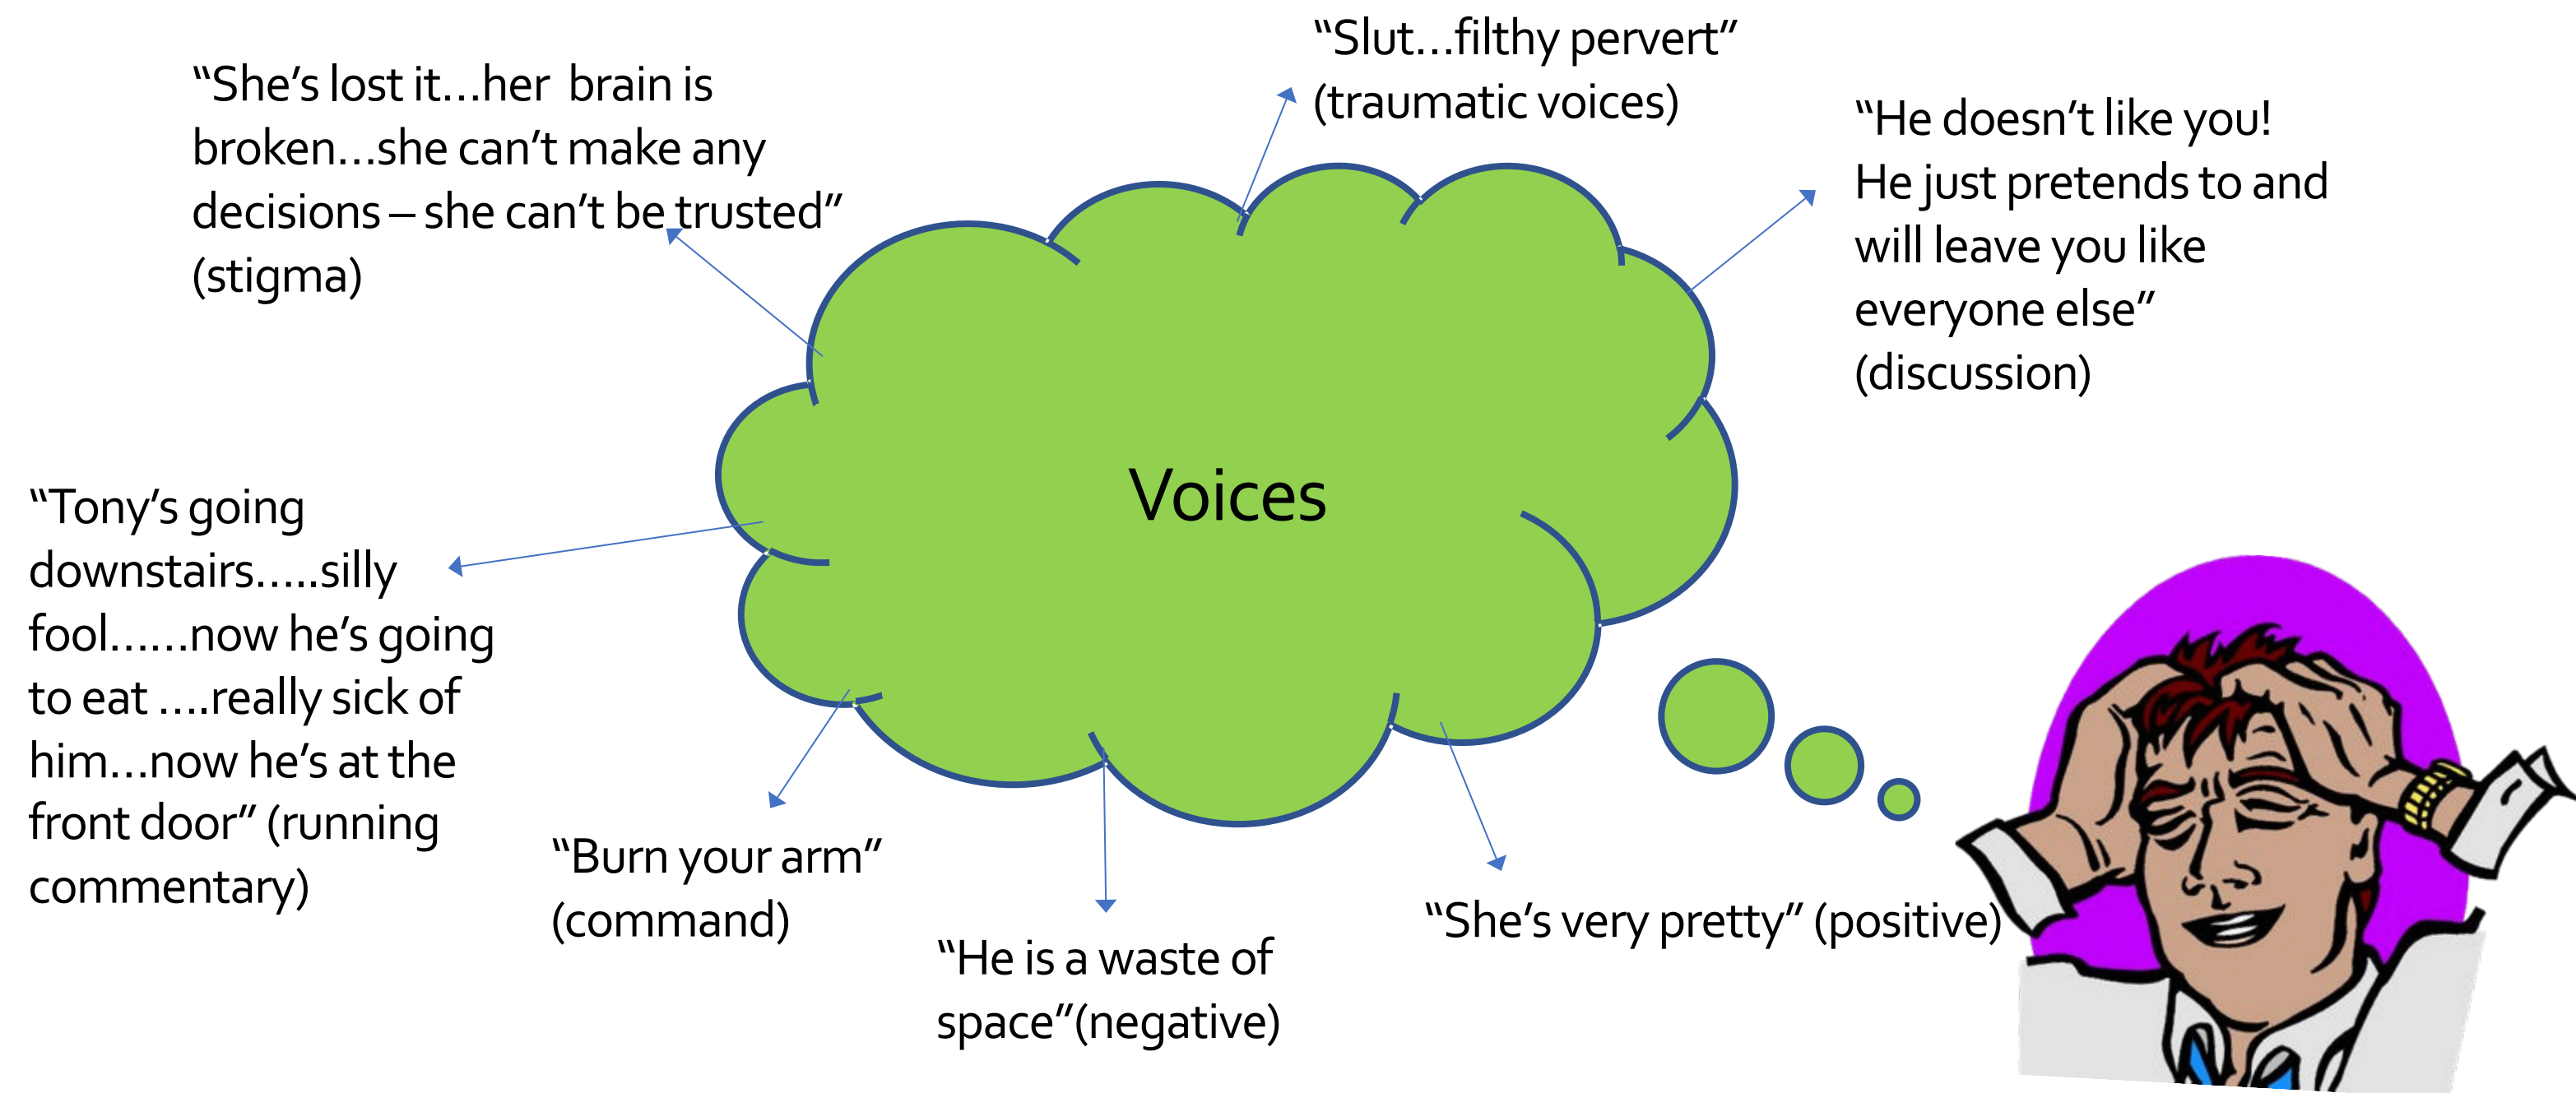 “Slut...filthy pervert”
(traumatic voices)
“She’s lost it...her  brain is
broken...she can’t make any
decisions – she can’t be trusted”
(stigma)
“He doesn’t like you!
He just pretends to and
will leave you like
everyone else”
(discussion)
Voices
“Tony’s going
downstairs.....silly
fool......now he’s going
to eat ....really sick of
him...now he’s at the
front door” (running
commentary)
“Burn your arm”
(command)
“He is a waste of
space”(negative)
“She’s very pretty” (positive)